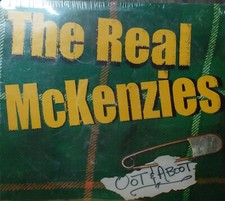 The Real
McKenzies
OOT & ABOOT